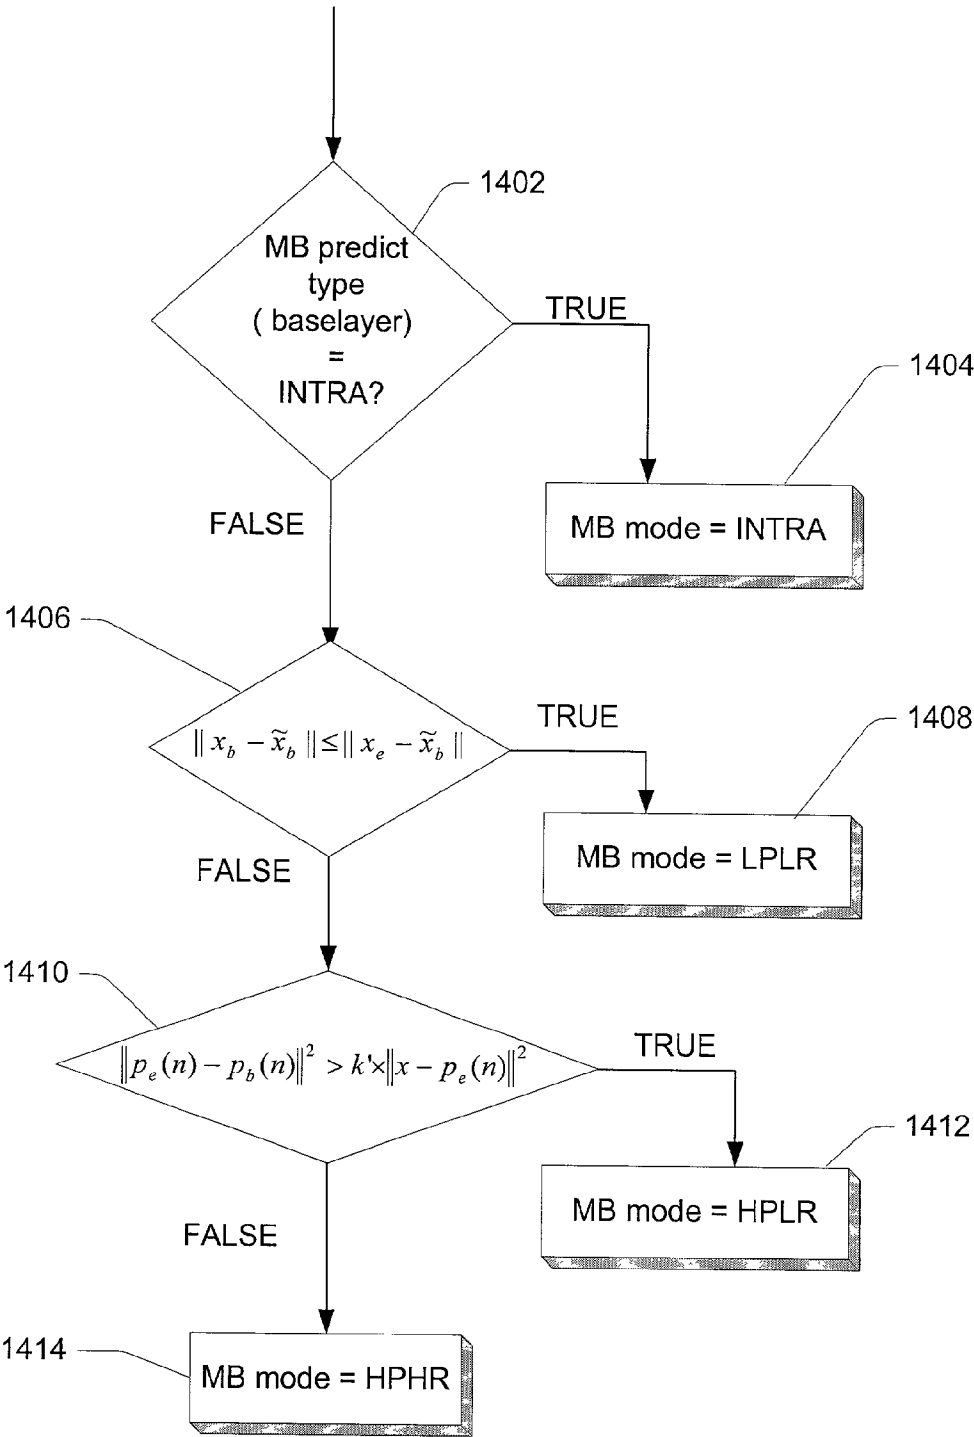 1402
MB predict
type
( baselayer)
=
INTRA?
TRUE
1404
MB mode = INTRA
FALSE
1406
|| x_b − x̃_b || ≤ || x_e − x̃_b ||
TRUE
1408
MB mode = LPLR
FALSE
1410
‖p_e(n) − p_b(n)‖² > k'×‖x − p_e(n)‖²
TRUE
1412
MB mode = HPLR
FALSE
1414
MB mode = HPHR